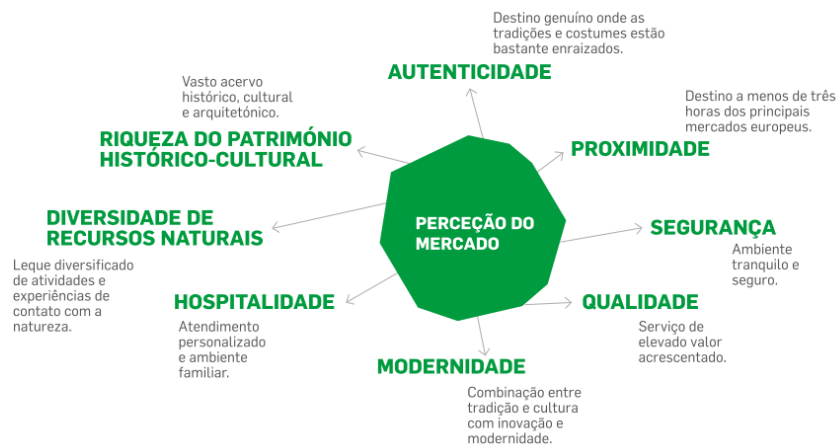 Destino genuíno onde as
tradições e costumes estão
bastante enraizados.
AUTENTICIDADE
Vasto acervo
histórico, cultural
e arquitetónico.
RIQUEZA DO PATRIMÓNIO
HISTÓRICO-CULTURAL
Destino a menos de três
horas dos principais
mercados europeus.
PROXIMIDADE
PERCEÇÃO DO
MERCADO
DIVERSIDADE DE
RECURSOS NATURAIS
Leque diversificado
de atividades e
experiências de
contato com a
natureza.
SEGURANÇA
Ambiente
tranquilo e
seguro.
HOSPITALIDADE
Atendimento
personalizado
e ambiente
familiar.
QUALIDADE
Serviço de
elevado valor
acrescentado.
MODERNIDADE
Combinação entre
tradição e cultura
com inovação e
modernidade.